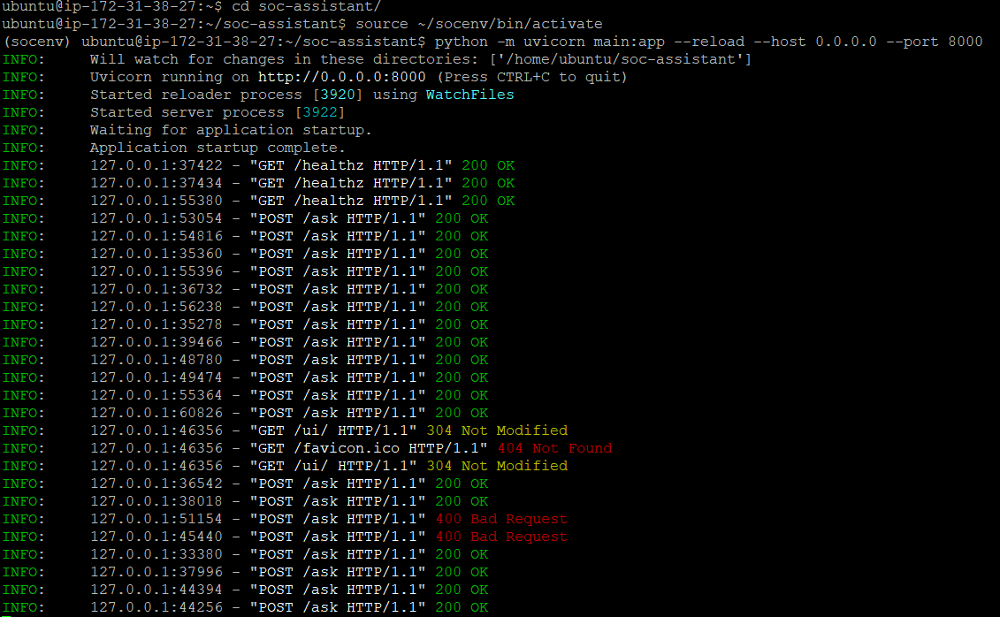 ubuntu@ip-172-31-38-27:~$ cd soc-assistant/
ubuntu@ip-172-31-38-27:~/soc-assistant$ source ~/socenv/bin/activate
(socenv) ubuntu@ip-172-31-38-27:~/soc-assistant$ python -m uvicorn main:app --reload --host 0.0.0.0 --port 8000
INFO:     Will watch for changes in these directories: ['/home/ubuntu/soc-assistant']
INFO:     Uvicorn running on http://0.0.0.0:8000 (Press CTRL+C to quit)
INFO:     Started reloader process [3920] using WatchFiles
INFO:     Started server process [3922]
INFO:     Waiting for application startup.
INFO:     Application startup complete.
INFO:     127.0.0.1:37422 - "GET /healthz HTTP/1.1" 200 OK
INFO:     127.0.0.1:37434 - "GET /healthz HTTP/1.1" 200 OK
INFO:     127.0.0.1:55380 - "GET /healthz HTTP/1.1" 200 OK
INFO:     127.0.0.1:53054 - "POST /ask HTTP/1.1" 200 OK
INFO:     127.0.0.1:54816 - "POST /ask HTTP/1.1" 200 OK
INFO:     127.0.0.1:35360 - "POST /ask HTTP/1.1" 200 OK
INFO:     127.0.0.1:55396 - "POST /ask HTTP/1.1" 200 OK
INFO:     127.0.0.1:36732 - "POST /ask HTTP/1.1" 200 OK
INFO:     127.0.0.1:56238 - "POST /ask HTTP/1.1" 200 OK
INFO:     127.0.0.1:35278 - "POST /ask HTTP/1.1" 200 OK
INFO:     127.0.0.1:39466 - "POST /ask HTTP/1.1" 200 OK
INFO:     127.0.0.1:48780 - "POST /ask HTTP/1.1" 200 OK
INFO:     127.0.0.1:49474 - "POST /ask HTTP/1.1" 200 OK
INFO:     127.0.0.1:55364 - "POST /ask HTTP/1.1" 200 OK
INFO:     127.0.0.1:60826 - "POST /ask HTTP/1.1" 200 OK
INFO:     127.0.0.1:46356 - "GET /ui/ HTTP/1.1" 304 Not Modified
INFO:     127.0.0.1:46356 - "GET /favicon.ico HTTP/1.1" 404 Not Found
INFO:     127.0.0.1:46356 - "GET /ui/ HTTP/1.1" 304 Not Modified
INFO:     127.0.0.1:36542 - "POST /ask HTTP/1.1" 200 OK
INFO:     127.0.0.1:38018 - "POST /ask HTTP/1.1" 200 OK
INFO:     127.0.0.1:51154 - "POST /ask HTTP/1.1" 400 Bad Request
INFO:     127.0.0.1:45440 - "POST /ask HTTP/1.1" 400 Bad Request
INFO:     127.0.0.1:33380 - "POST /ask HTTP/1.1" 200 OK
INFO:     127.0.0.1:37996 - "POST /ask HTTP/1.1" 200 OK
INFO:     127.0.0.1:44394 - "POST /ask HTTP/1.1" 200 OK
INFO:     127.0.0.1:44256 - "POST /ask HTTP/1.1" 200 OK